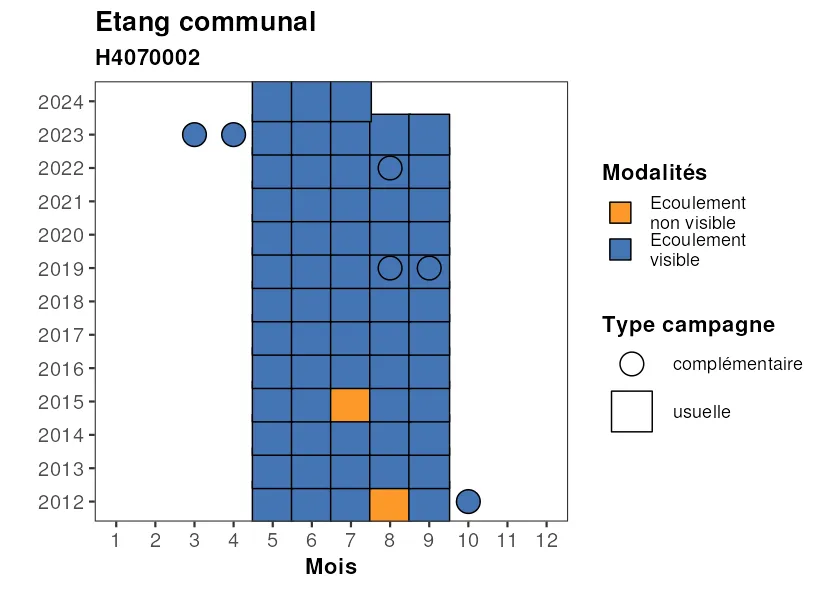 Etang communal
H4070002
2024
2023
2022
2021
2020
2019
2018
2017
2016
2015
2014
2013
2012
1 2 3 4 5 6 7 8 9 10 11 12
Mois
Modalités
Ecoulement
non visible
Ecoulement
visible
Type campagne
complémentaire
usuelle